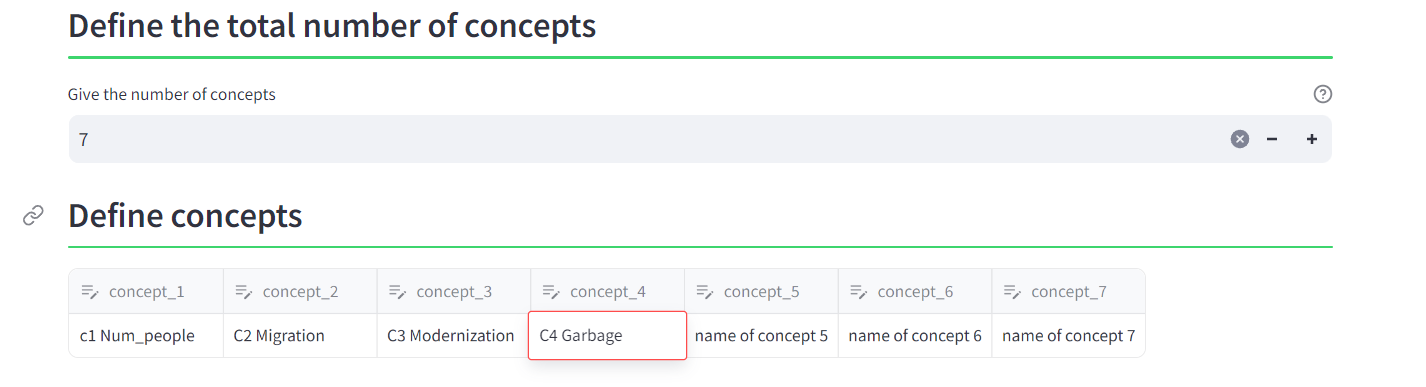 Define the total number of concepts
Give the number of concepts
7
Define concepts
concept_1 concept_2 concept_3 concept_4 concept_5 concept_6 concept_7
c1 Num_people C2 Migration C3 Modernization C4 Garbage name of concept 5 name of concept 6 name of concept 7